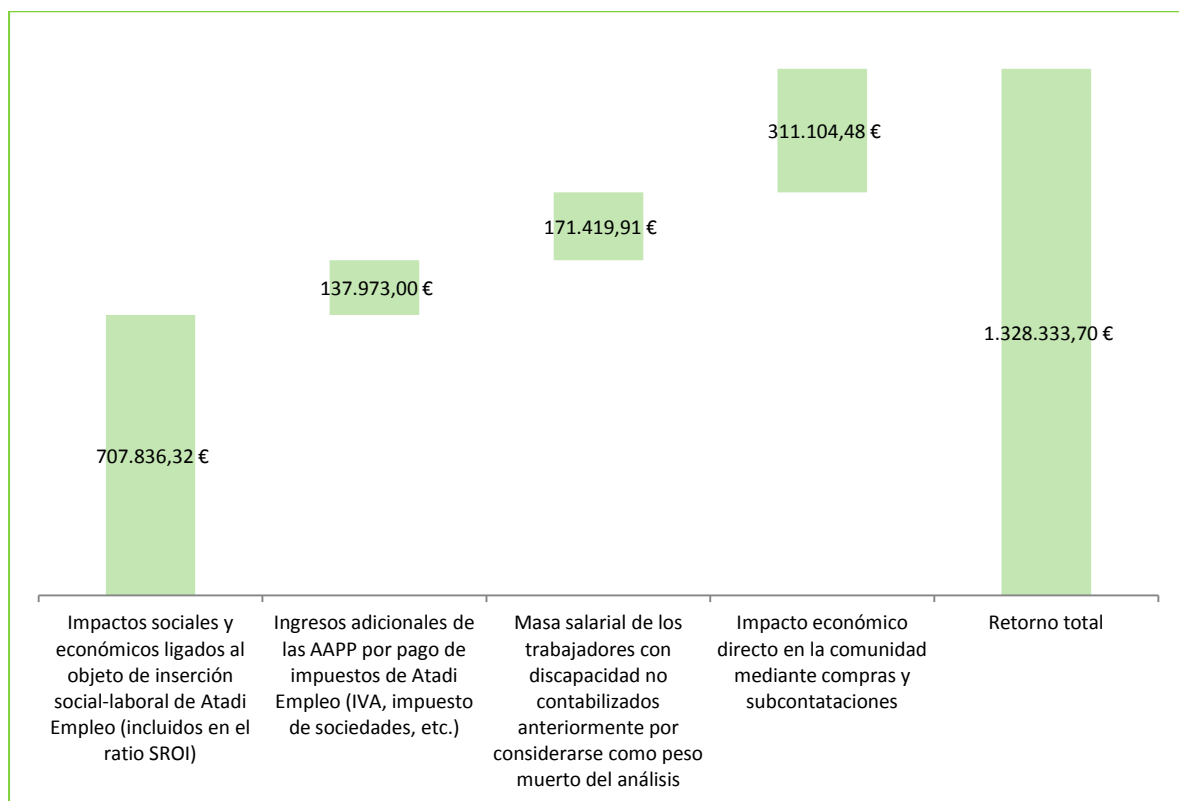 311.104,48 €
171.419,91 €
137.973,00 €
1.328.333,70 €
707.836,32 €
Impactos sociales y
económicos ligados al
objeto de inserción
social-laboral de Atadi
Empleo (incluidos en el
ratio SROI)
Ingresos adicionales de
las AAPP por pago de
impuestos de Atadi
Empleo (IVA, impuesto
de sociedades, etc.)
Masa salarial de los
trabajadores con
discapacidad no
contabilizados
anteriormente por
considerarse como peso
muerto del análisis
Impacto económico
directo en la comunidad
mediante compras y
subcontataciones
Retorno total